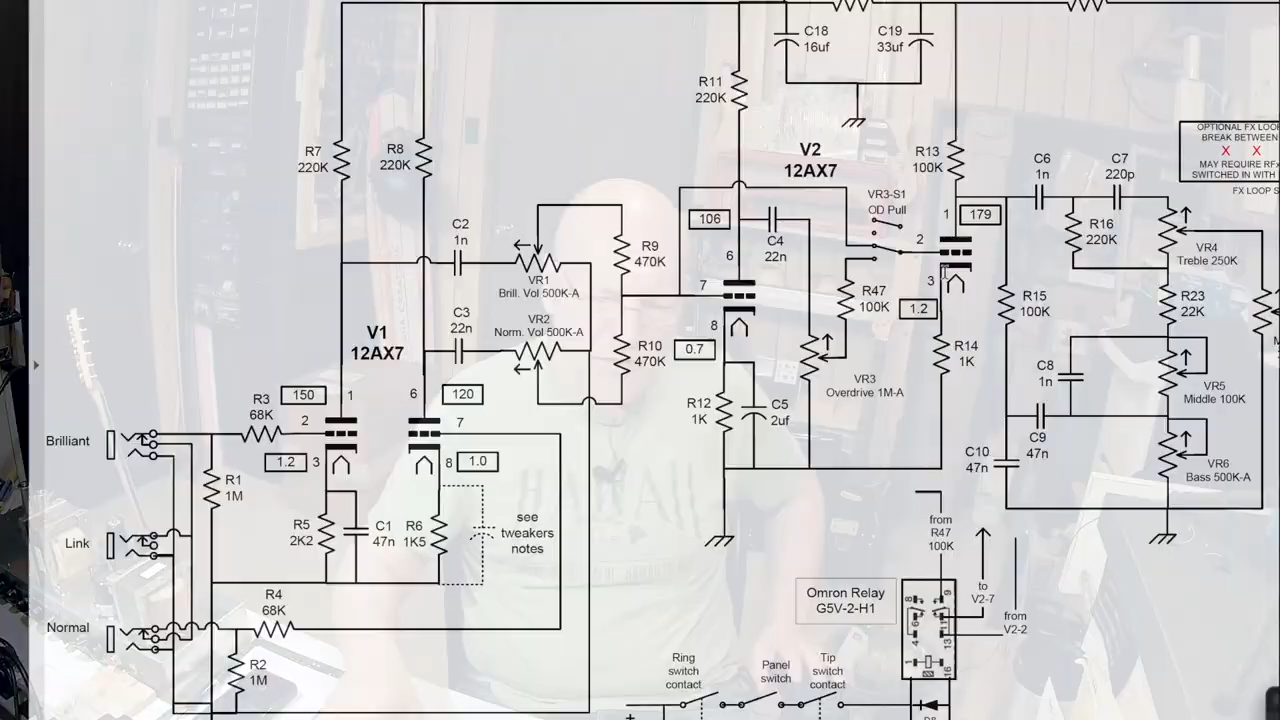 C18
16uf
C19
33uf
R11
220K
R7
220K
R8
220K
V2
12AX7
R13
100K
C6
1n
C7
220p
OPTIONAL FX LOOP
BREAK BETWEEN
X X
MAY REQUIRE
SWITCHED IN WITH
FX LOOP S
VR3-S1
OD Pull
1
179
106
C4
22n
2
R16
220K
VR4
Treble 250K
C2
1n
R9
470K
6
7
3
VR1
Brill. Vol 500K-A
R47
100K
1.2
R15
100K
R23
22K
C3
22n
VR2
Norm. Vol 500K-A
V1
12AX7
8
0.7
R10
470K
R14
1K
VR3
Overdrive 1M-A
C8
1n
VR5
Middle 100K
R3
68K
150
1
6
120
R12
1K
C5
2uf
2
7
Brilliant
C9
47n
1.2
3
8
1.0
C10
47n
VR6
Bass 500K-A
R1
1M
R5
2K2
C1
47n
R6
1K5
see
tweakers
notes
from
R47
100K
Link
Omron Relay
G5V-2-H1
to
V2-7
from
V2-2
8
9
6
11
4
13
1
16
R4
68K
Normal
R2
1M
Ring
switch
contact
Panel
switch
Tip
switch
contact
+